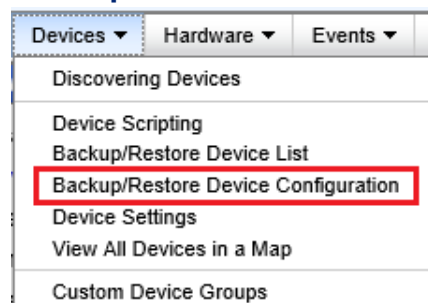 Devices ▼ Hardware ▼ Events ▼
Discovering Devices
Device Scripting
Backup/Restore Device List
Backup/Restore Device Configuration
Device Settings
View All Devices in a Map
Custom Device Groups